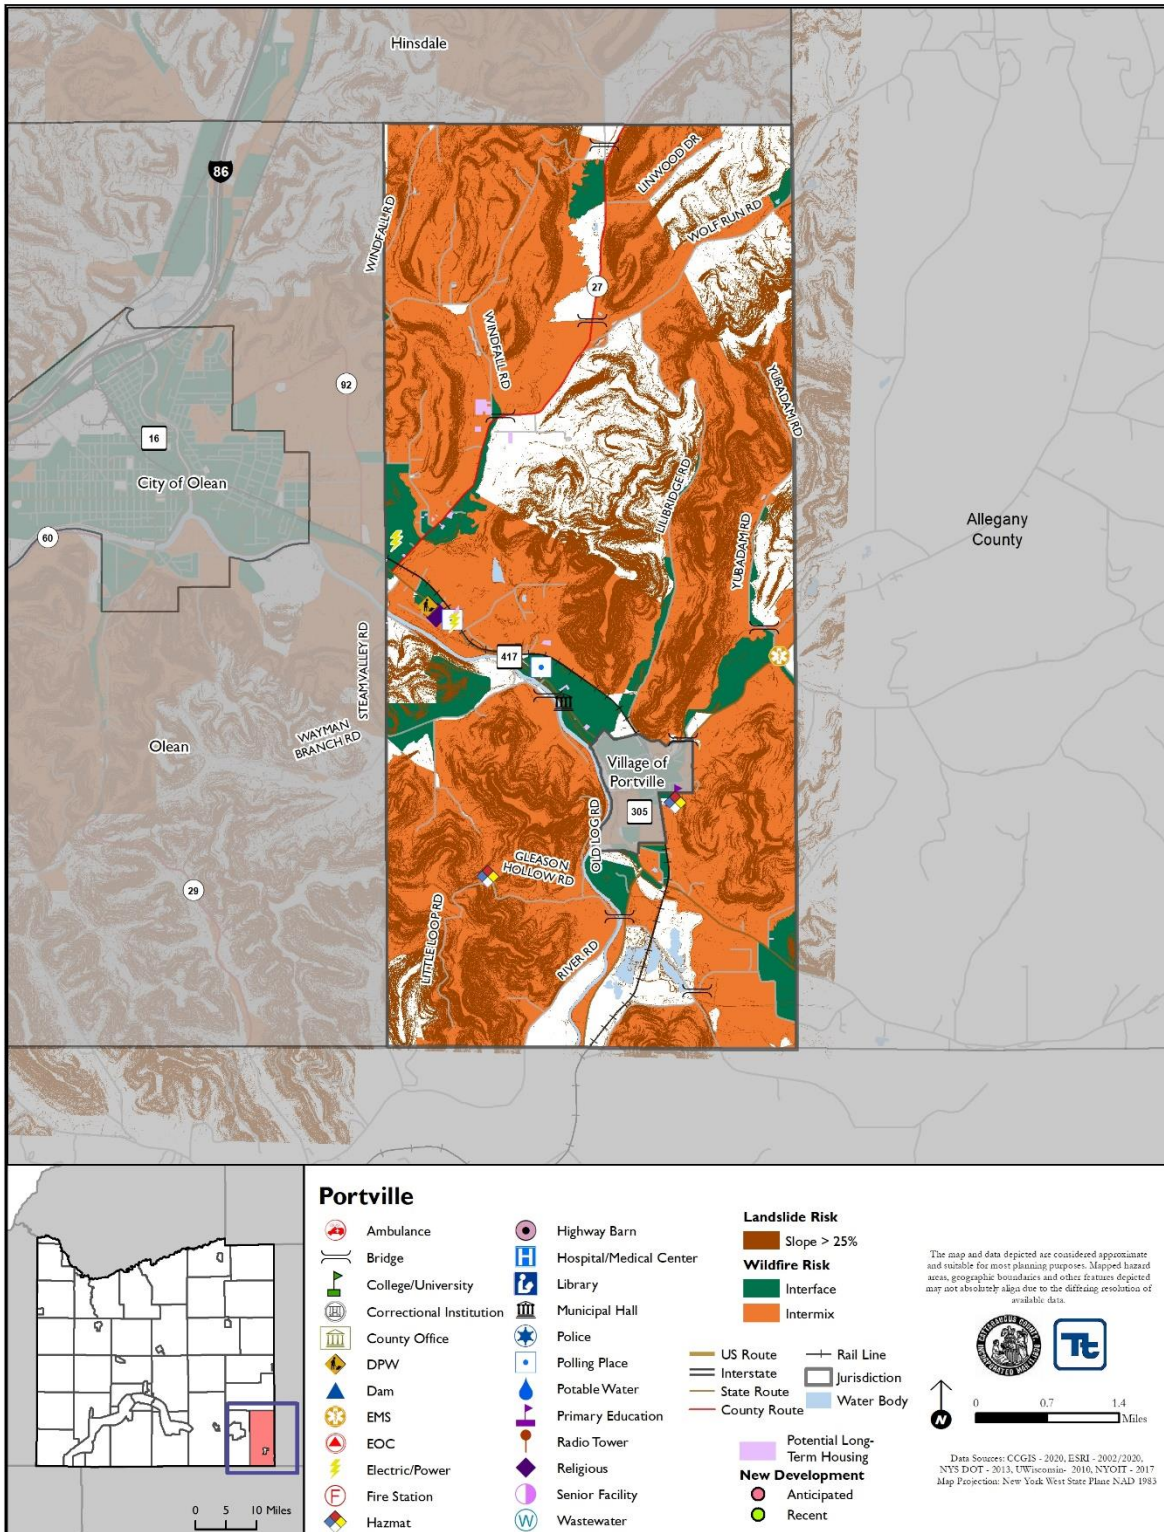 Hinsdale
86
LINWOOD DR
WOLF RUN RD
WINDFALL RD
27
WINDFALL RD
YUBADAM RD
92
16
City of Olean
LILLIBRIDGE RD
Allegany
County
60
YUBADAM RD
STEAM VALLEY RD
417
WAYMAN
BRANCH RD
Olean
Village of
Portville
305
OLD LOG RD
GLEASON
HOLLOW RD
29
LITTLE LOOP RD
RIVER RD
Portville
Ambulance
Bridge
College/University
Correctional Institution
County Office
DPW
Dam
EMS
EOC
Electric/Power
Fire Station
Hazmat
Highway Barn
Hospital/Medical Center
Library
Municipal Hall
Police
Polling Place
Potable Water
Primary Education
Radio Tower
Religious
Senior Facility
Wastewater
Landslide Risk
Slope > 25%
Wildfire Risk
Interface
Intermix
US Route
Interstate
State Route
County Route
Rail Line
Jurisdiction
Water Body
Potential Long-
Term Housing
New Development
Anticipated
Recent
The map and data depicted are considered approximate
and suitable for most planning purposes. Mapped hazard
areas, geographic boundaries and other features depicted
may not absolutely align due to the differing resolution of
available data.
Tt
N
0 0.7 1.4
Miles
Data Sources: CCGIS - 2020, ESRI - 2002/2020,
NYS DOT - 2013, UWisconsin- 2010, NYOIT - 2017
Map Projection: New York West State Plane NAD 1983
0 5 10 Miles